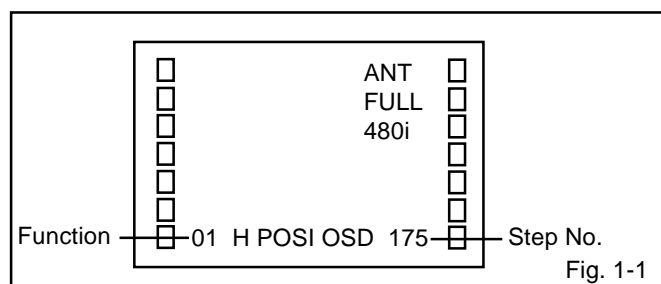 ANT
FULL
480i
Function 01 H POSI OSD 175 Step No.
Fig. 1-1